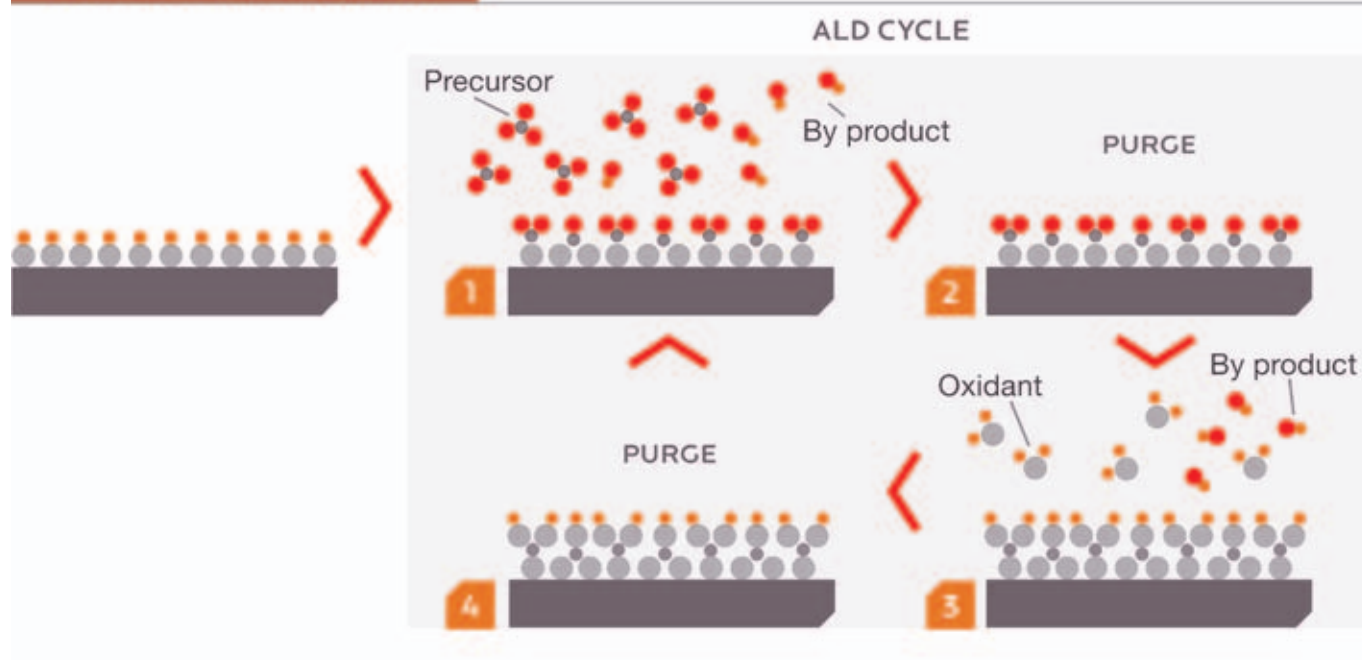 ALD CYCLE
Precursor
By product
PURGE
1
2
Oxidant
By product
PURGE
4
3